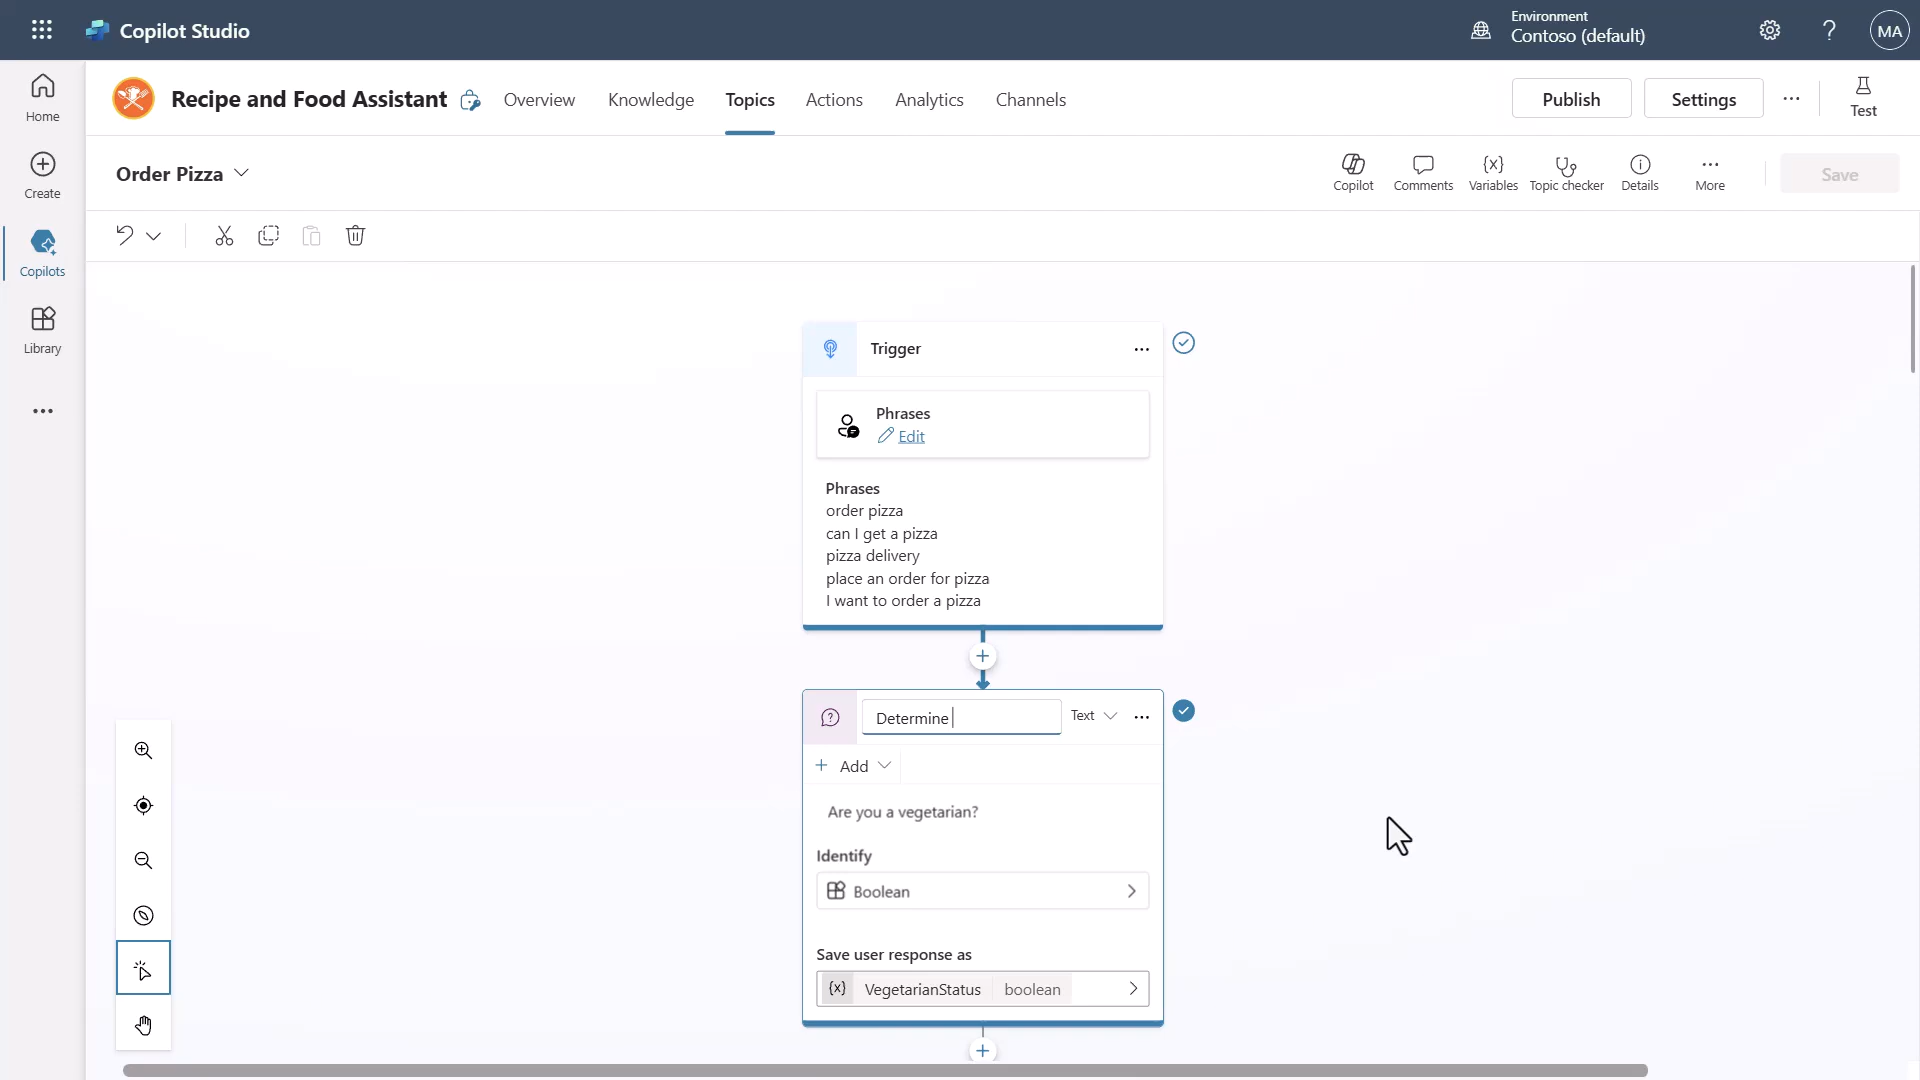 Copilot Studio
Environment
Contoso (default)
MA
Home
Create
Copilots
Library
Recipe and Food Assistant
Overview
Knowledge
Topics
Actions
Analytics
Channels
Publish
Settings
Test
Order Pizza
Copilot
Comments
Variables
Topic checker
Details
More
Save
Trigger
Phrases
Edit
Phrases
order pizza
can I get a pizza
pizza delivery
place an order for pizza
I want to order a pizza
Determine
Text
Add
Are you a vegetarian?
Identify
Boolean
Save user response as
{x} VegetarianStatus boolean